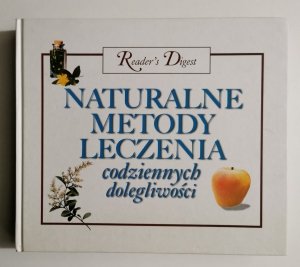 Reader's Digest
NATURALNE
METODY
LECZENIA
codziennych
dolegliwości